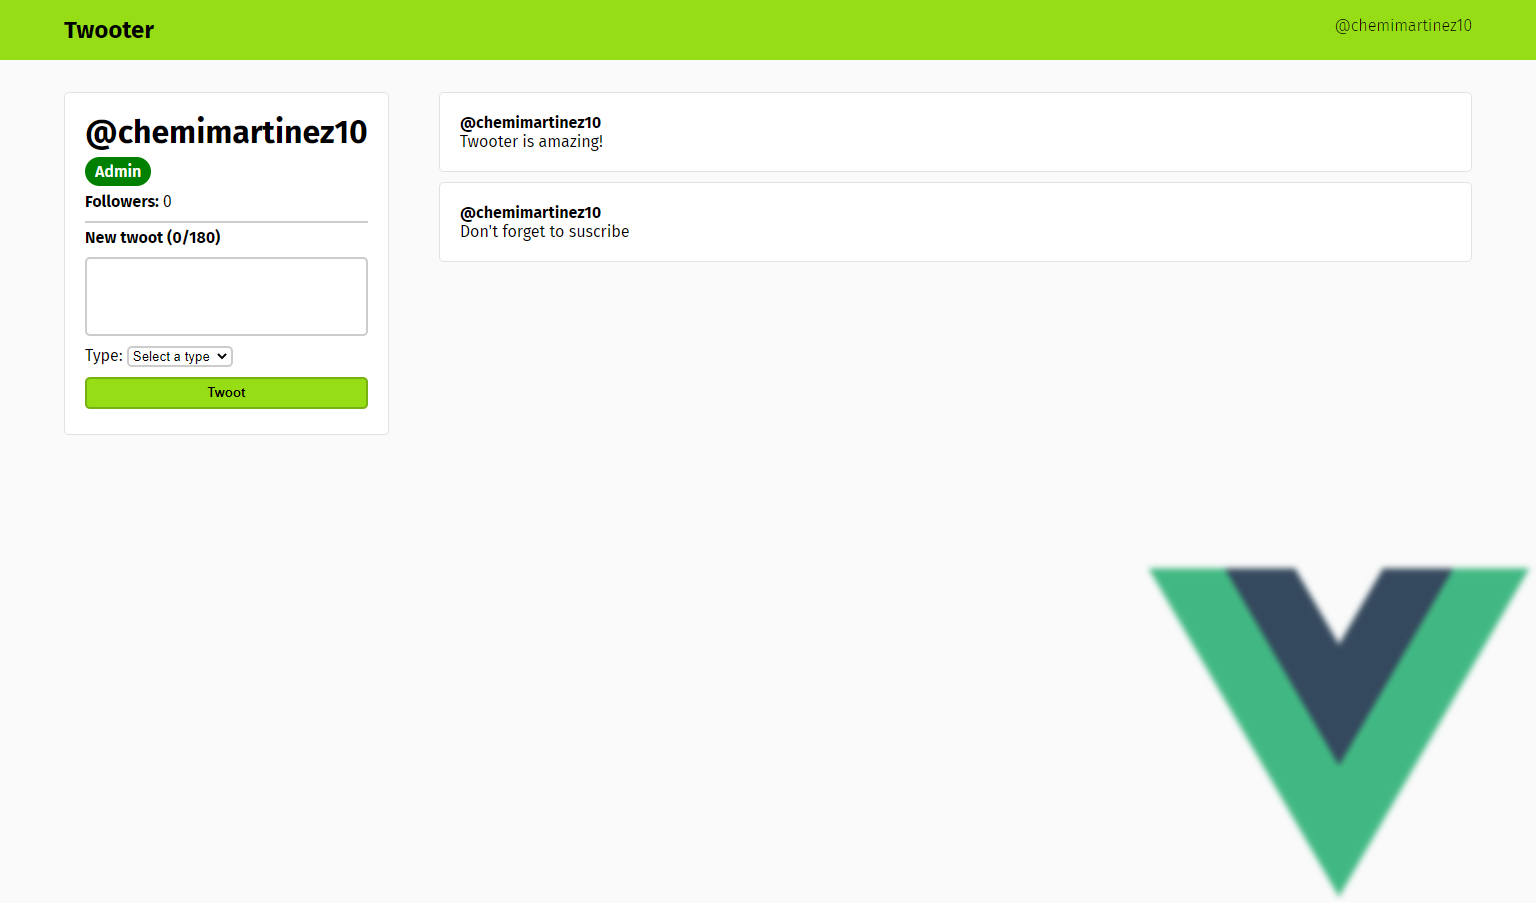 Twooter
@chemimartinez10
@chemimartinez10
Admin
Followers: 0
New twoot (0/180)
Type: Select a type
Twoot
@chemimartinez10
Twooter is amazing!
@chemimartinez10
Don't forget to suscribe